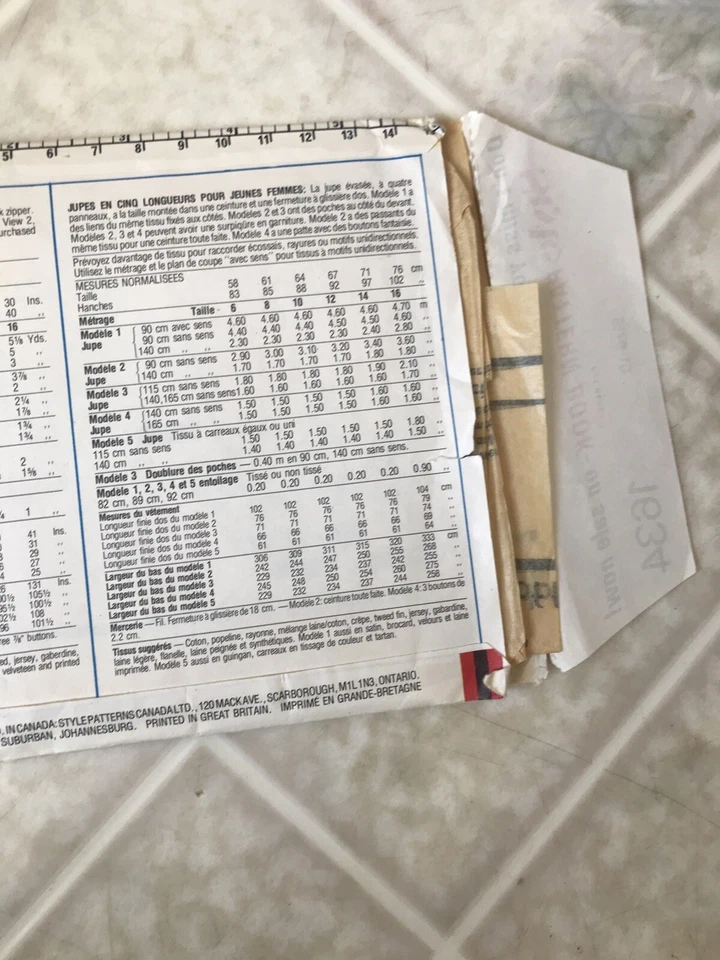 5 6 7 8 9 10 11 12 13 14
zipper.
View 2,
JUPES EN CINQ LONGUEURS POUR JEUNES FEMMES: La jupe évasée, à quatre
panneaux, a la taille montée dans une ceinture et une fermeture à glissière dos. Modèle 1 a
des liens du même tissu fixés aux côtés. Modèles 2 et 3 ont des poches au côté du devant.
Modèles 2, 3 et 4 peuvent avoir une surpiqûre en garniture. Modèle 2 a des passants du
même tissu pour une ceinture toute faite. Modèle 4 a une patte avec boutons fantaisie.
Prévoyez davantage de tissu pour raccorder écossais, rayures ou motifs unidirectionnels.
Utilisez le métrage et le plan de coupe "avec sens" pour tissus à motifs unidirectionnels.
MESURES NORMALISÉES
Taille 58 61 64 67 71 76 cm
Hanches 83 85 88 92 97 102 ,,
Métrage Taille 6 8 10 12 14 16
Modèle 1 90 cm avec sens 4.60 4.60 4.60 4.60 4.60 4.70 m
Jupe 90 cm sans sens 4.40 4.40 4.40 4.50 4.50 4.60 ,,
140 cm ,, ,, 2.30 2.30 2.30 2.30 2.40 2.80 ,,
Modèle 2 90 cm sans sens 2.90 3.00 3.10 3.20 3.40 3.60 ,,
Jupe 140 cm ,, ,, 1.70 1.70 1.70 1.70 1.80 1.80 ,,
Modèle 3 115 cm sans sens 1.80 1.80 1.80 1.80 1.90 2.10 ,,
Jupe 140,165 cm sans sens 1.60 1.60 1.60 1.60 1.60 1.70 ,,
Modèle 4 140 cm sans sens 1.50 1.50 1.50 1.50 1.60 1.60 ,,
Jupe 165 cm ,, ,, 1.50 1.50 1.50 1.50 1.60 1.60 ,,
Modèle 5 Jupe Tissu à carreaux égaux ou uni
115 cm sans sens 1.50 1.50 1.50 1.50 1.50 1.80 ,,
140 cm ,, ,, 1.40 1.40 1.40 1.40 1.40 1.50 ,,
Modèle 3 Doublure des poches — 0.40 m en 90 cm, 140 cm sans sens.
Modèle 1, 2, 3, 4 et 5 entoilage Tissé ou non tissé
82 cm, 89 cm, 92 cm 0.20 0.20 0.20 0.20 0.20 0.90 ,,
Mesures du vêtement
Longueur finie dos du modèle 1 102 102 102 102 102 104 cm
Longueur finie dos du modèle 2 76 76 76 76 76 79 ,,
Longueur finie dos du modèle 3 71 71 71 71 71 74 ,,
Longueur finie dos du modèle 4 66 66 66 66 66 69 ,,
Longueur finie dos du modèle 5 61 61 61 61 61 64 ,,
Largeur du bas du modèle 1 306 309 311 315 320 333 cm
Largeur du bas du modèle 2 242 244 247 250 255 268 ,,
Largeur du bas du modèle 3 229 232 234 237 242 255 ,,
Largeur du bas du modèle 4 245 248 250 254 260 275 ,,
Largeur du bas du modèle 5 229 232 234 237 244 258 ,,
Mercerie — Fil. Fermeture à glissière de 18 cm. — Modèle 2: ceinture toute faite. Modèle 4: 3 boutons de
2.2 cm.
Tissus suggérés — Coton, popeline, rayonne, mélange laine/coton, crêpe, tweed fin, jersey, gabardine,
laine légère, flanelle, laine peignée et synthétiques. Modèle 1 aussi en satin, brocart, velours et laine
imprimée. Modèle 5 aussi en guingan, carreaux en tissage de couleur et tartan.
30 Ins.
40 ,,
16
5⅛ Yds.
5 ,,
3 ,,
3⅞ ,,
2 ,,
2¼ ,,
1⅞ ,,
1¾ ,,
1¾ ,,
2 ,,
1⅝ ,,
1 ,,
41 Ins.
31 ,,
29 ,,
27 ,,
25 ,,
131 Ins.
105½ ,,
100½ ,,
108 ,,
101½ ,,
⅞" buttons.
jersey, gaberdine,
velveteen and printed
IN CANADA: STYLE PATTERNS CANADA LTD., 120 MACK AVE., SCARBOROUGH, M1L 1N3, ONTARIO.
SUBURBAN, JOHANNESBURG. PRINTED IN GREAT BRITAIN. IMPRIMÉ EN GRANDE-BRETAGNE